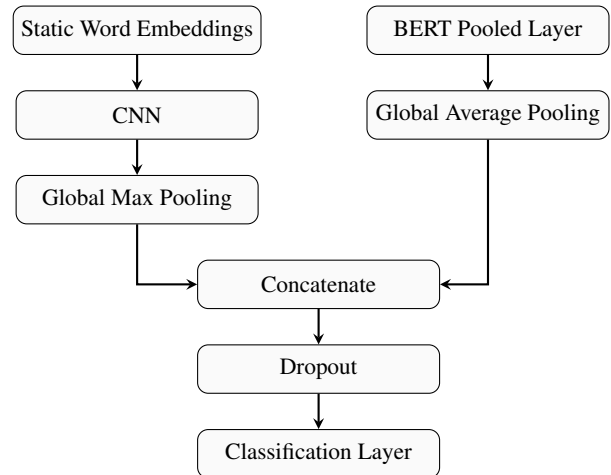 Static Word Embeddings
BERT Pooled Layer
CNN
Global Average Pooling
Global Max Pooling
Concatenate
Dropout
Classification Layer